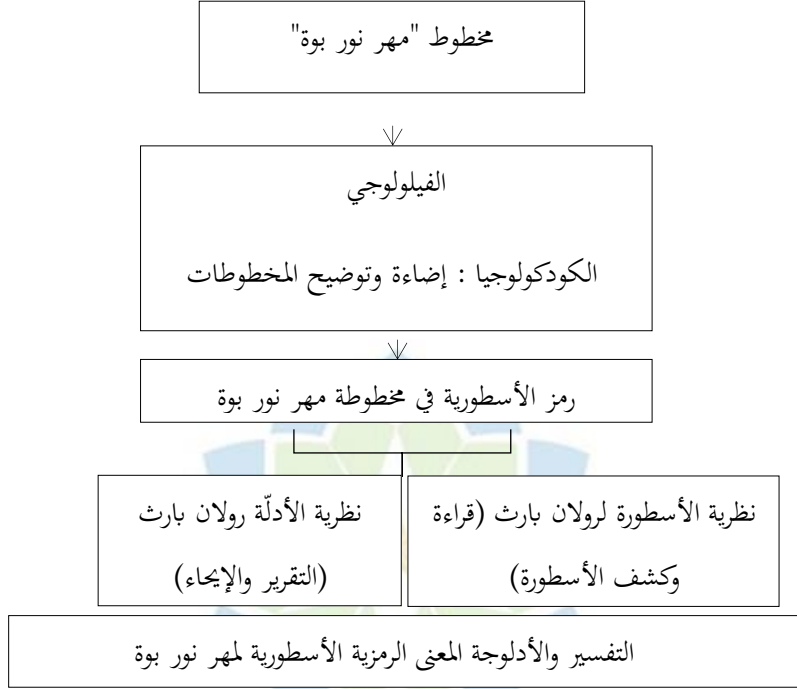 مخطوط "مهر نور بوة"
الفيلولوجي
الكودكولوجيا : إضاءة وتوضيح المخطوطات
رمز الأسطورية في مخطوطة مهر نور بوة
نظرية الأسطورة لرولان بارث (قراءة
وكشف الأسطورة)
نظرية الأدلّة رولان بارث
(التقرير والإيحاء)
التفسير والأدلوجة المعنى الرمزية الأسطورية لمهر نور بوة